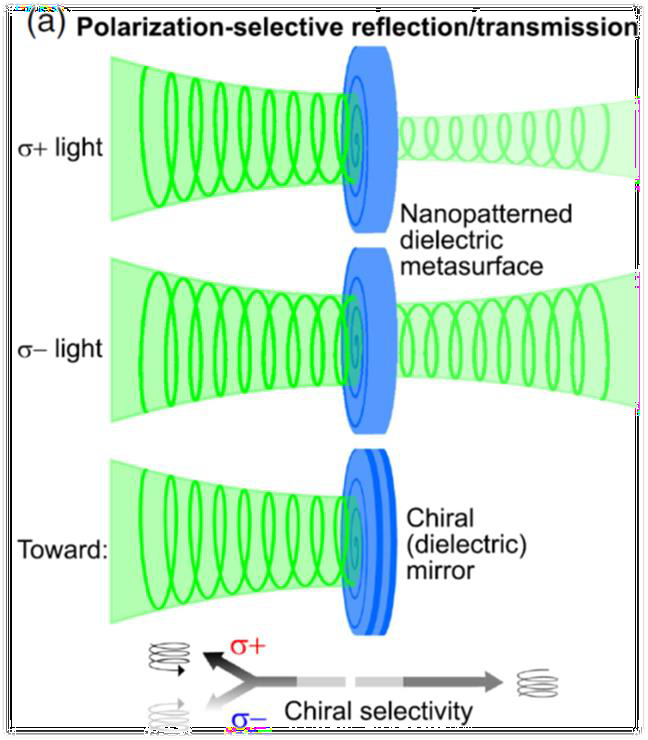 (a) Polarization-selective reflection/transmission
σ+ light
Nanopatterned
dielectric
metasurface
σ− light
Chiral
(dielectric)
mirror
Toward:
σ+
σ−
Chiral selectivity